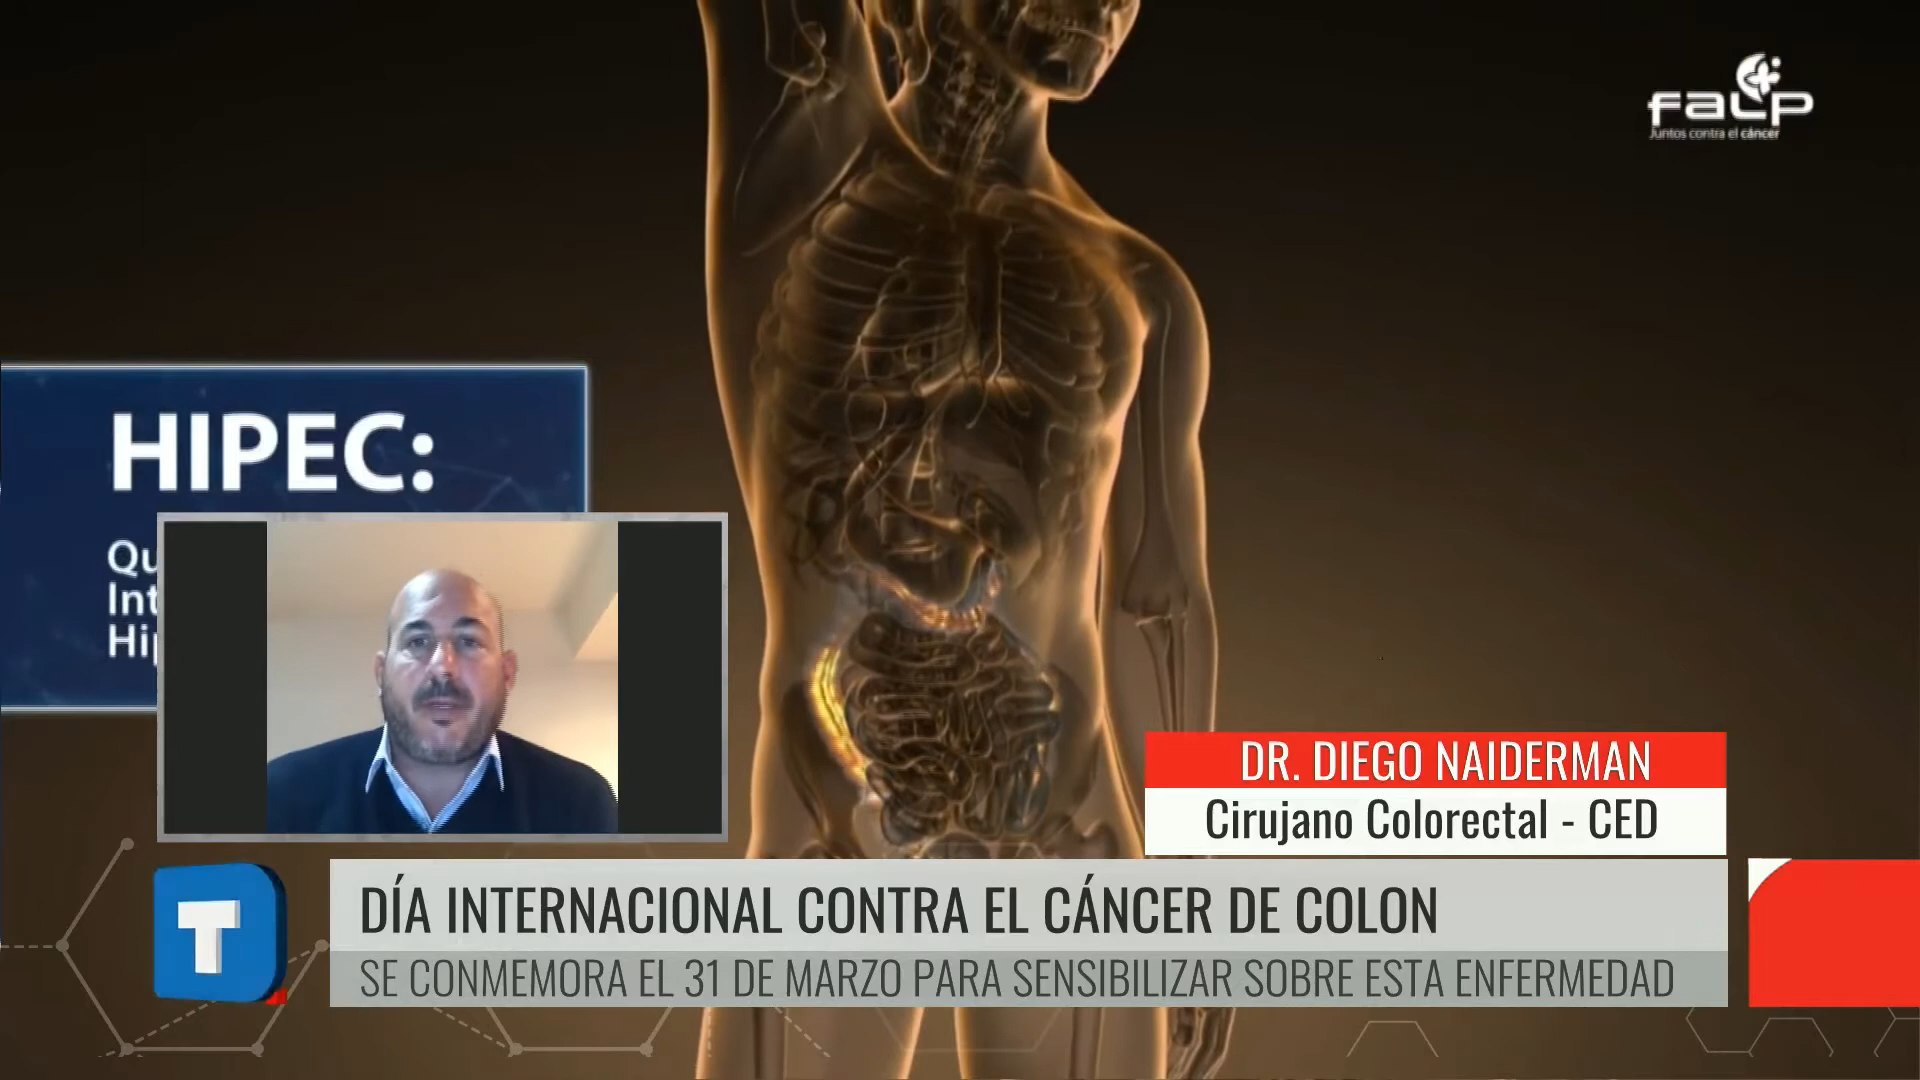 falp
Juntos contra el cáncer
HIPEC:
DR. DIEGO NAIDERMAN
Cirujano Colorectal - CED
T
DÍA INTERNACIONAL CONTRA EL CÁNCER DE COLON
SE CONMEMORA EL 31 DE MARZO PARA SENSIBILIZAR SOBRE ESTA ENFERMEDAD